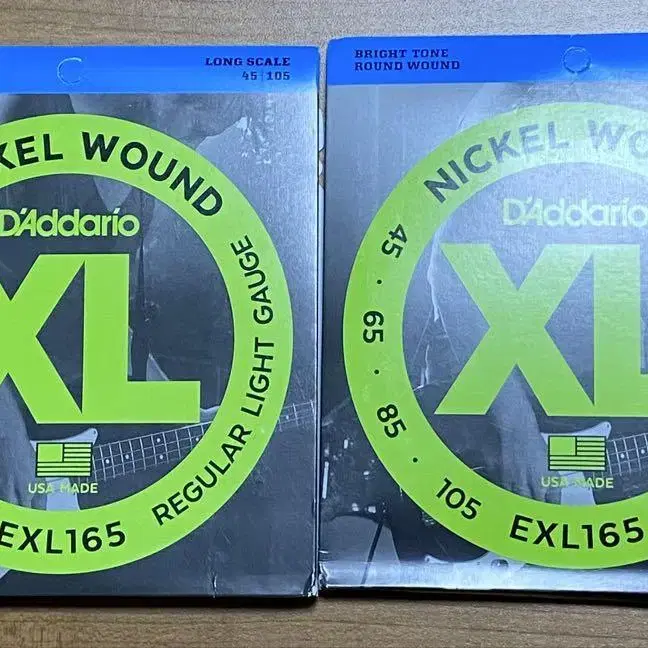 LONG SCALE
45 | 105
KEL WOUND
D'Addario
XL
REGULAR LIGHT GAUGE
USA MADE
EXL165
BRIGHT TONE
ROUND WOUND
NICKEL WO
D'Addario
XL
45 · 65 · 85 · 105
USA MADE
EXL165